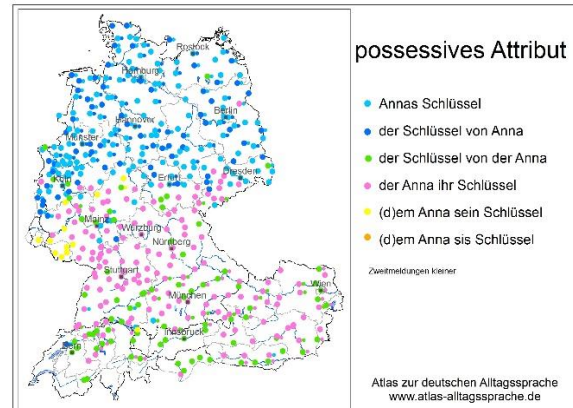 possessives Attribut
Annas Schlüssel
der Schlüssel von Anna
der Schlüssel von der Anna
der Anna ihr Schlüssel
(d)em Anna sein Schlüssel
(d)em Anna sis Schlüssel
Zweitmeldungen kleiner
Rostock
Hamburg
Berlin
Hannover
Münster
Köln
Erfurt
Dresden
Mainz
Würzburg
Nürnberg
Stuttgart
München
Wien
Innsbruck
Bern
Atlas zur deutschen Alltagssprache
www.atlas-alltagssprache.de